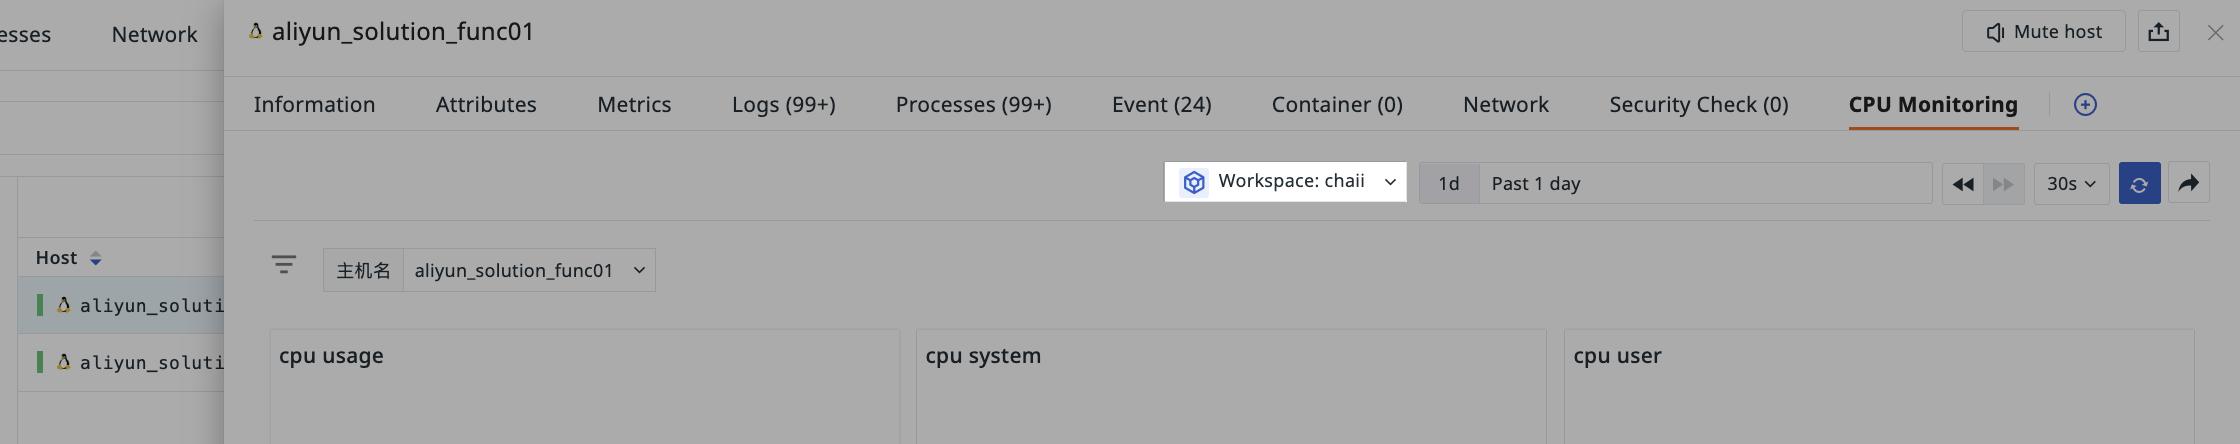 esses Network
aliyun_solution_func01 Mute host
Information Attributes Metrics Logs (99+) Processes (99+) Event (24) Container (0) Network Security Check (0) CPU Monitoring
Workspace: chaii 1d Past 1 day 30s
Host
主机名 aliyun_solution_func01
aliyun_soluti
aliyun_soluti
cpu usage cpu system cpu user